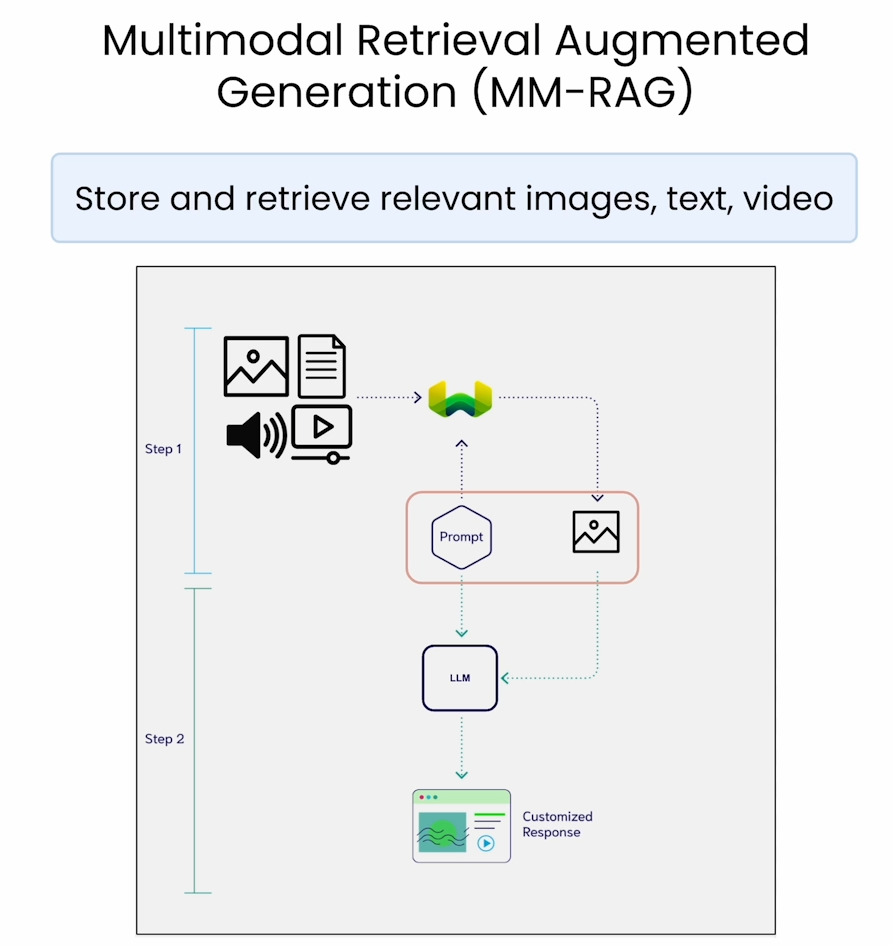 Multimodal Retrieval Augmented
Generation (MM-RAG)
Store and retrieve relevant images, text, video
Step 1
Prompt
LLM
Step 2
Customized
Response